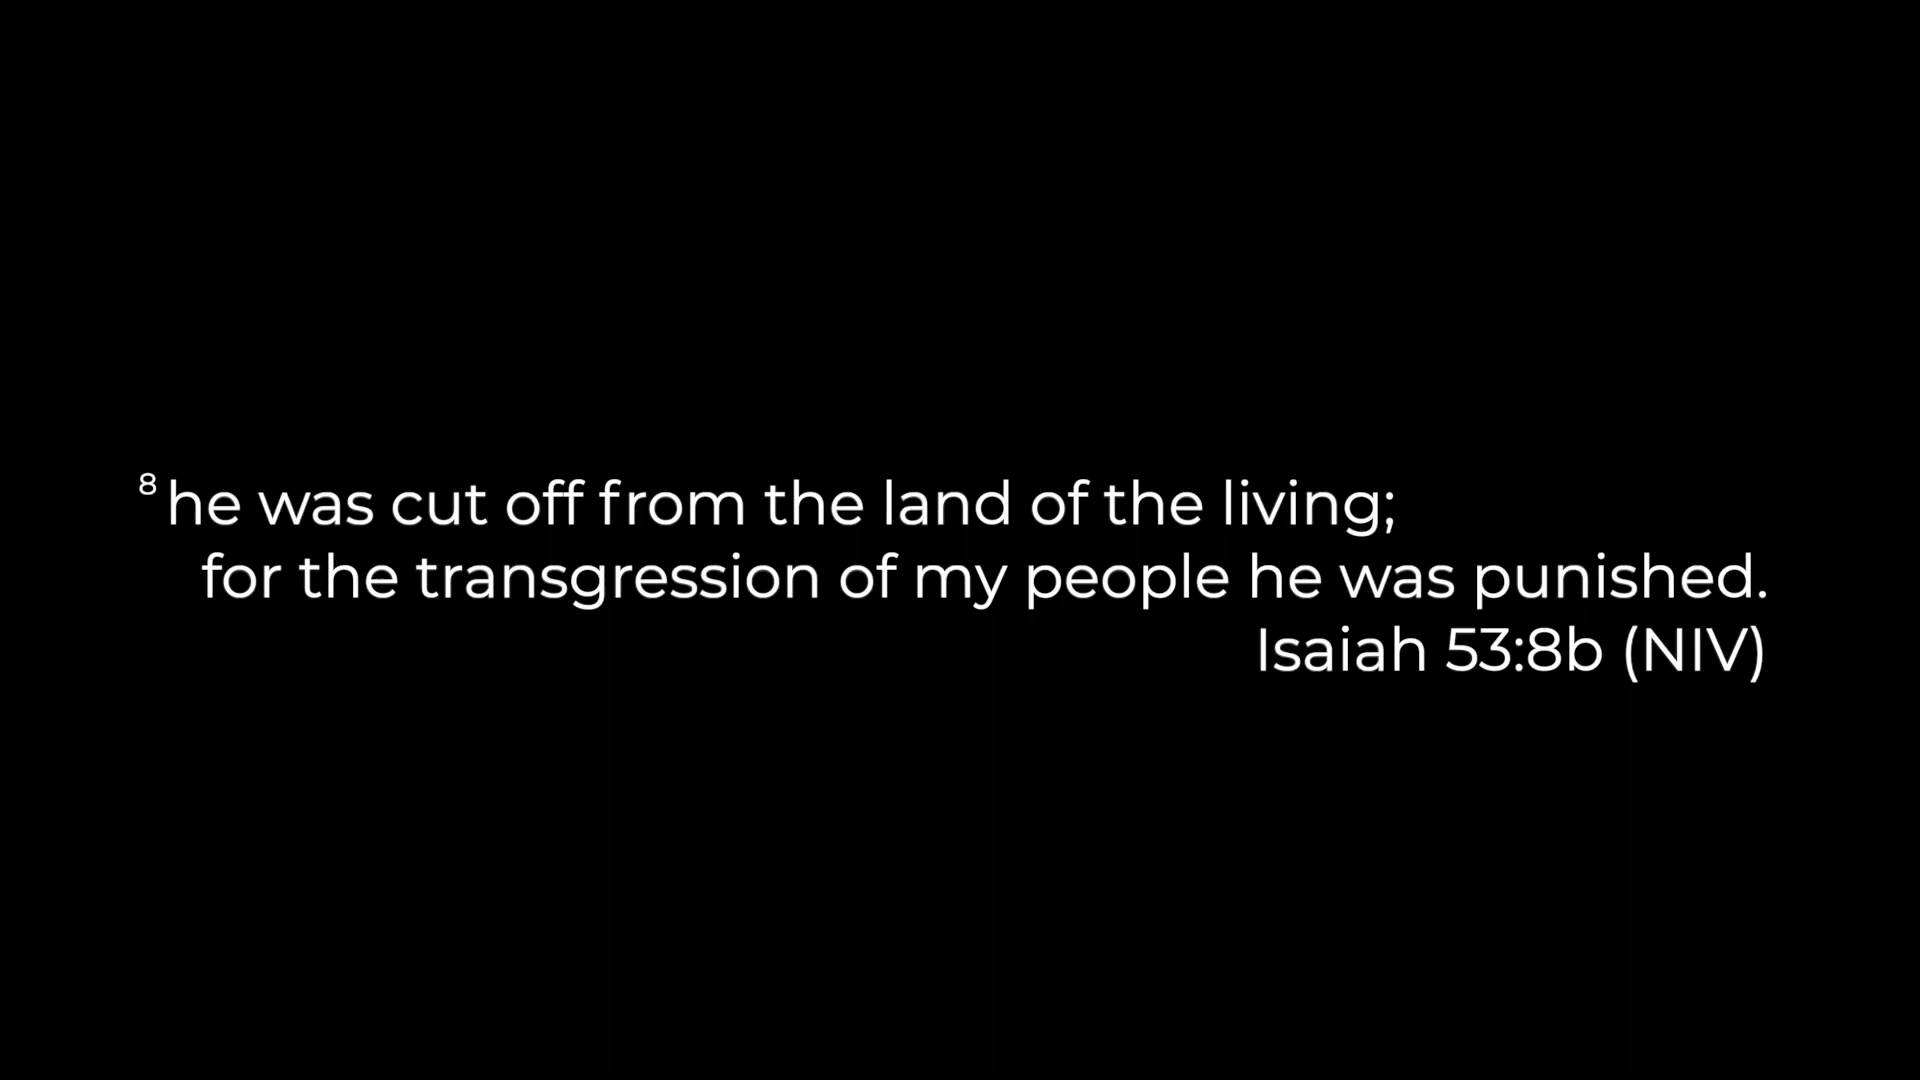 8 he was cut off from the land of the living;
for the transgression of my people he was punished.
Isaiah 53:8b (NIV)